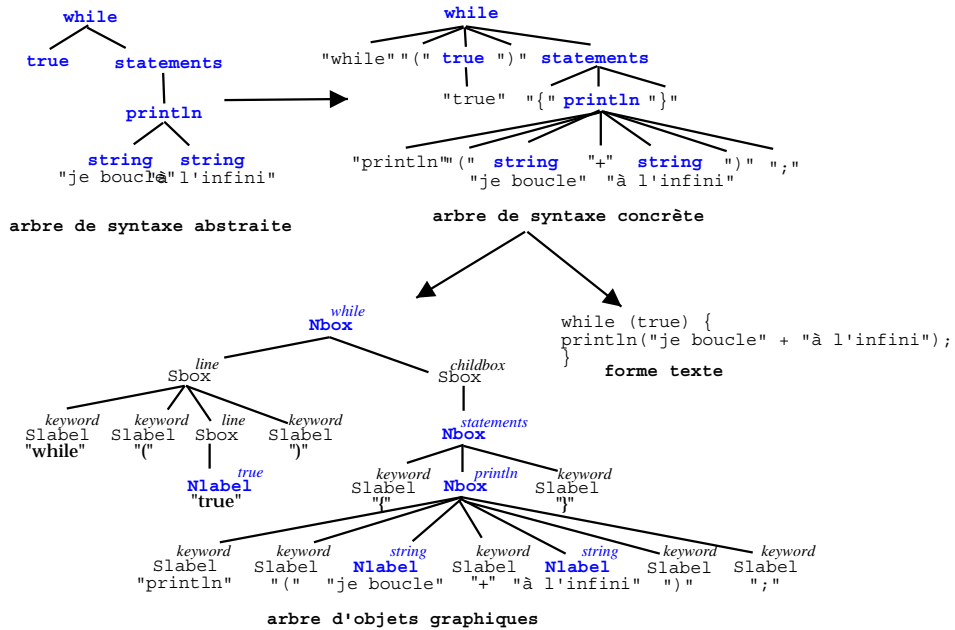 while
true statements
println
string string
"je boucle" "à l'infini"
arbre de syntaxe abstraite
while
"while" "(" true ")" statements
"true" "{" println "}"
"println" "(" string "+" string ")" ";"
"je boucle" "à l'infini"
arbre de syntaxe concrète
while (true) {
println("je boucle" + "à l'infini");
}
forme texte
while
Nbox
line childbox
Sbox Sbox
keyword keyword line keyword
Slabel Slabel Sbox Slabel
"while" "(" ")"
true
Nlabel
"true"
statements
Nbox
keyword println keyword
Slabel Nbox Slabel
"{" "}"
keyword keyword string keyword string keyword keyword
Slabel Slabel Nlabel Slabel Nlabel Slabel Slabel
"println" "(" "je boucle" "+" "à l'infini" ")" ";"
arbre d'objets graphiques